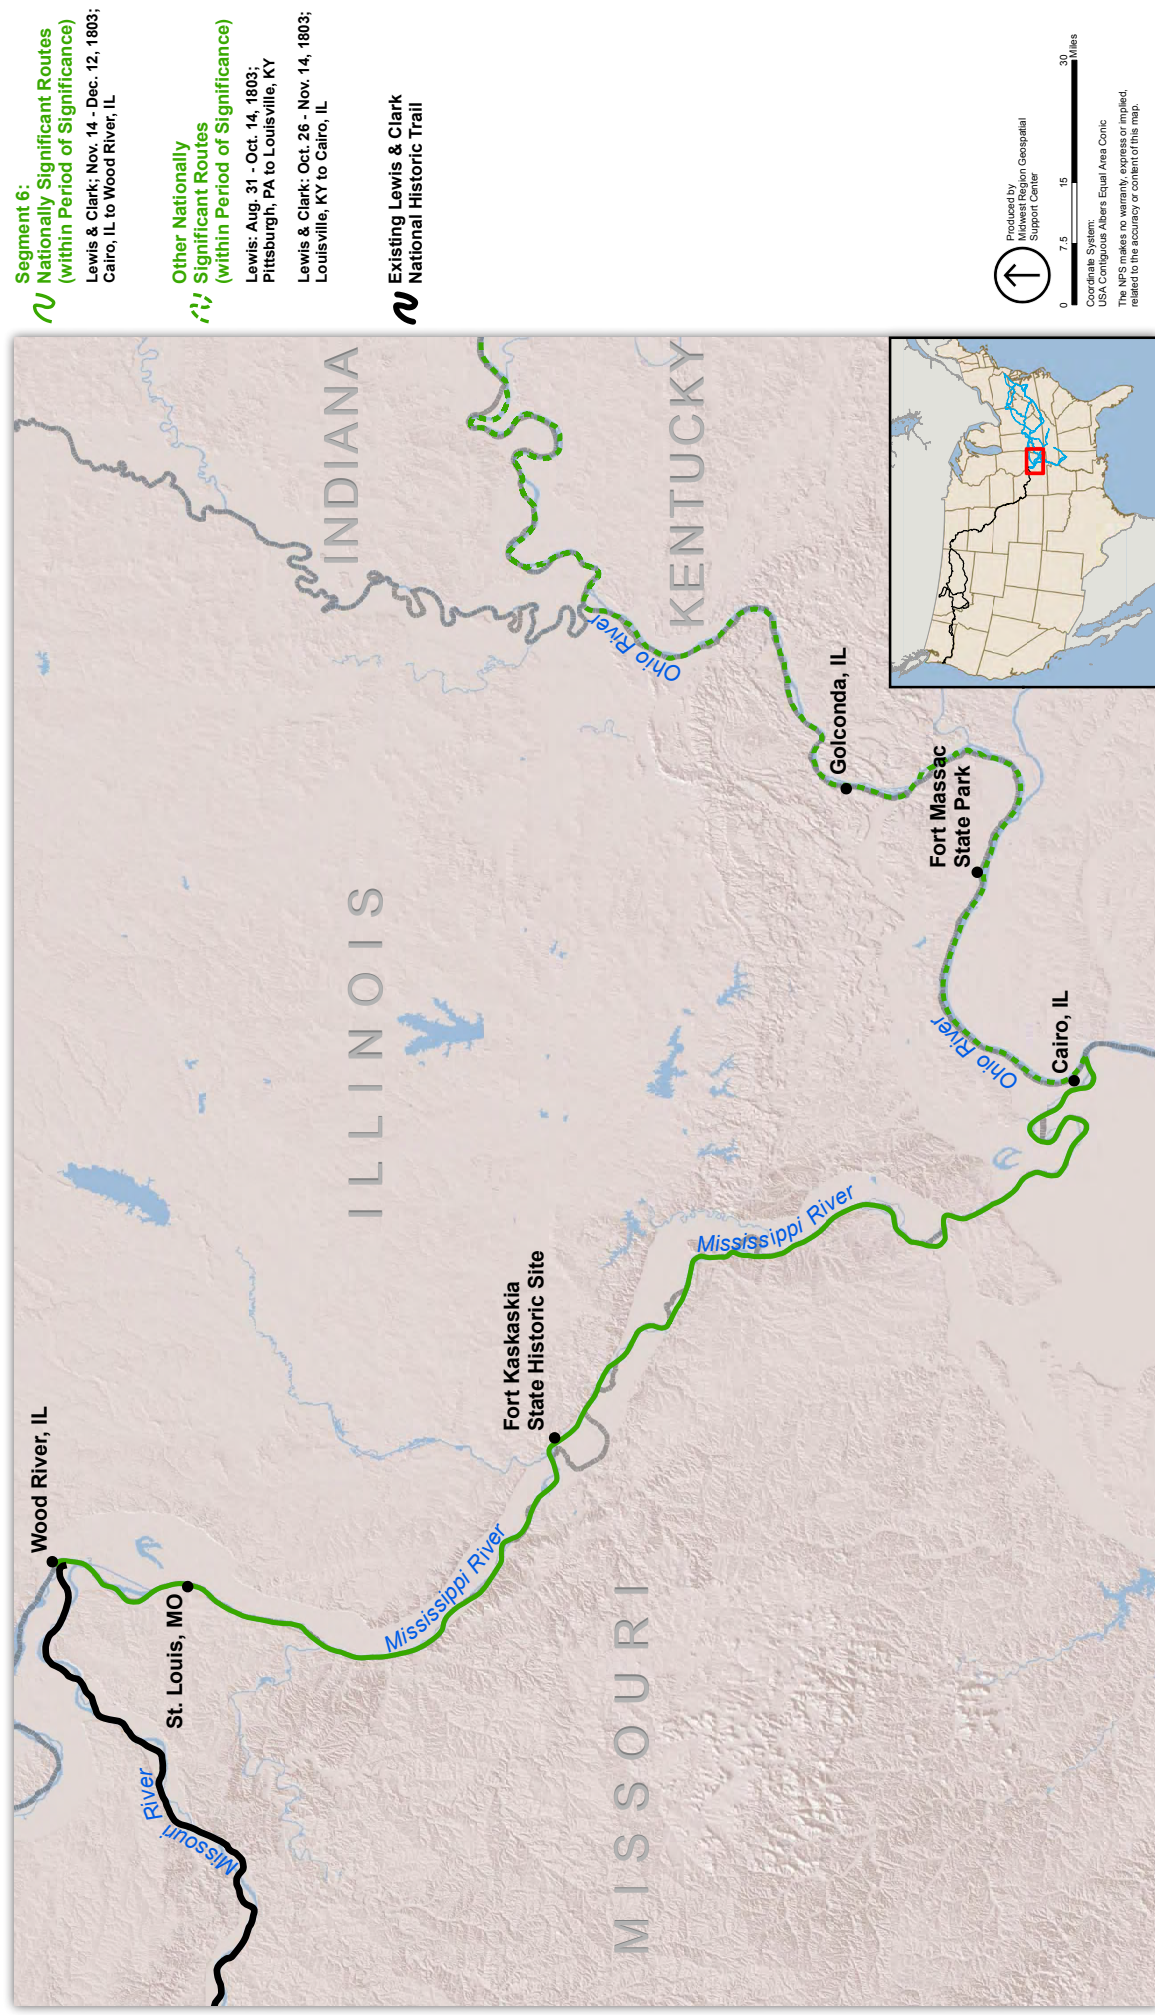 Segment 6:
Nationally Significant Routes
(within Period of Significance)
Lewis & Clark; Nov. 14 - Dec. 12, 1803;
Cairo, IL to Wood River, IL
Other Nationally
Significant Routes
(within Period of Significance)
Lewis: Aug. 31 - Oct. 14, 1803;
Pittsburgh, PA to Louisville, KY
Lewis & Clark: Oct. 26 - Nov. 14, 1803;
Louisville, KY to Cairo, IL
Existing Lewis & Clark
National Historic Trail
Produced by
Midwest Region Geospatial
Support Center
0 7.5 15 30
Miles
Coordinate System:
USA Contiguous Albers Equal Area Conic
The NPS makes no warranty, express or implied,
related to the accuracy or content of this map.
Wood River, IL
St. Louis, MO
Missouri River
Mississippi River
Fort Kaskaskia
State Historic Site
ILLINOIS
INDIANA
MISSOURI
Mississippi River
KENTUCKY
Ohio River
Golconda, IL
Fort Massac
State Park
Ohio River
Cairo, IL